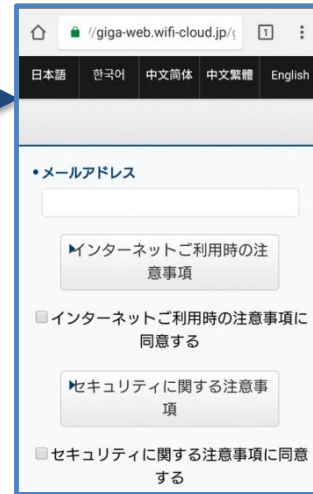 //giga-web.wifi-cloud.jp/g
1
日本語 한국어 中文简体 中文繁體 English
•メールアドレス
インターネットご利用時の注
意事項
インターネットご利用時の注意事項に
同意する
セキュリティに関する注意事
項
セキュリティに関する注意事項に同意
する